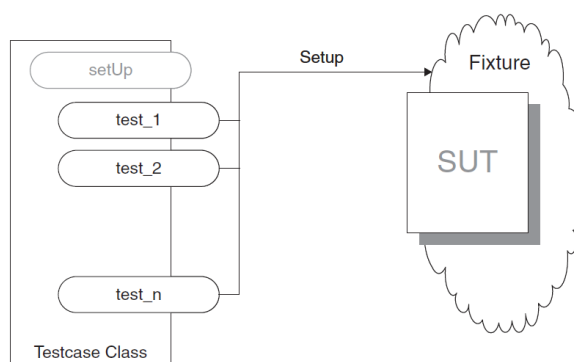 setUp
Setup
Fixture
test_1
test_2
SUT
test_n
Testcase Class